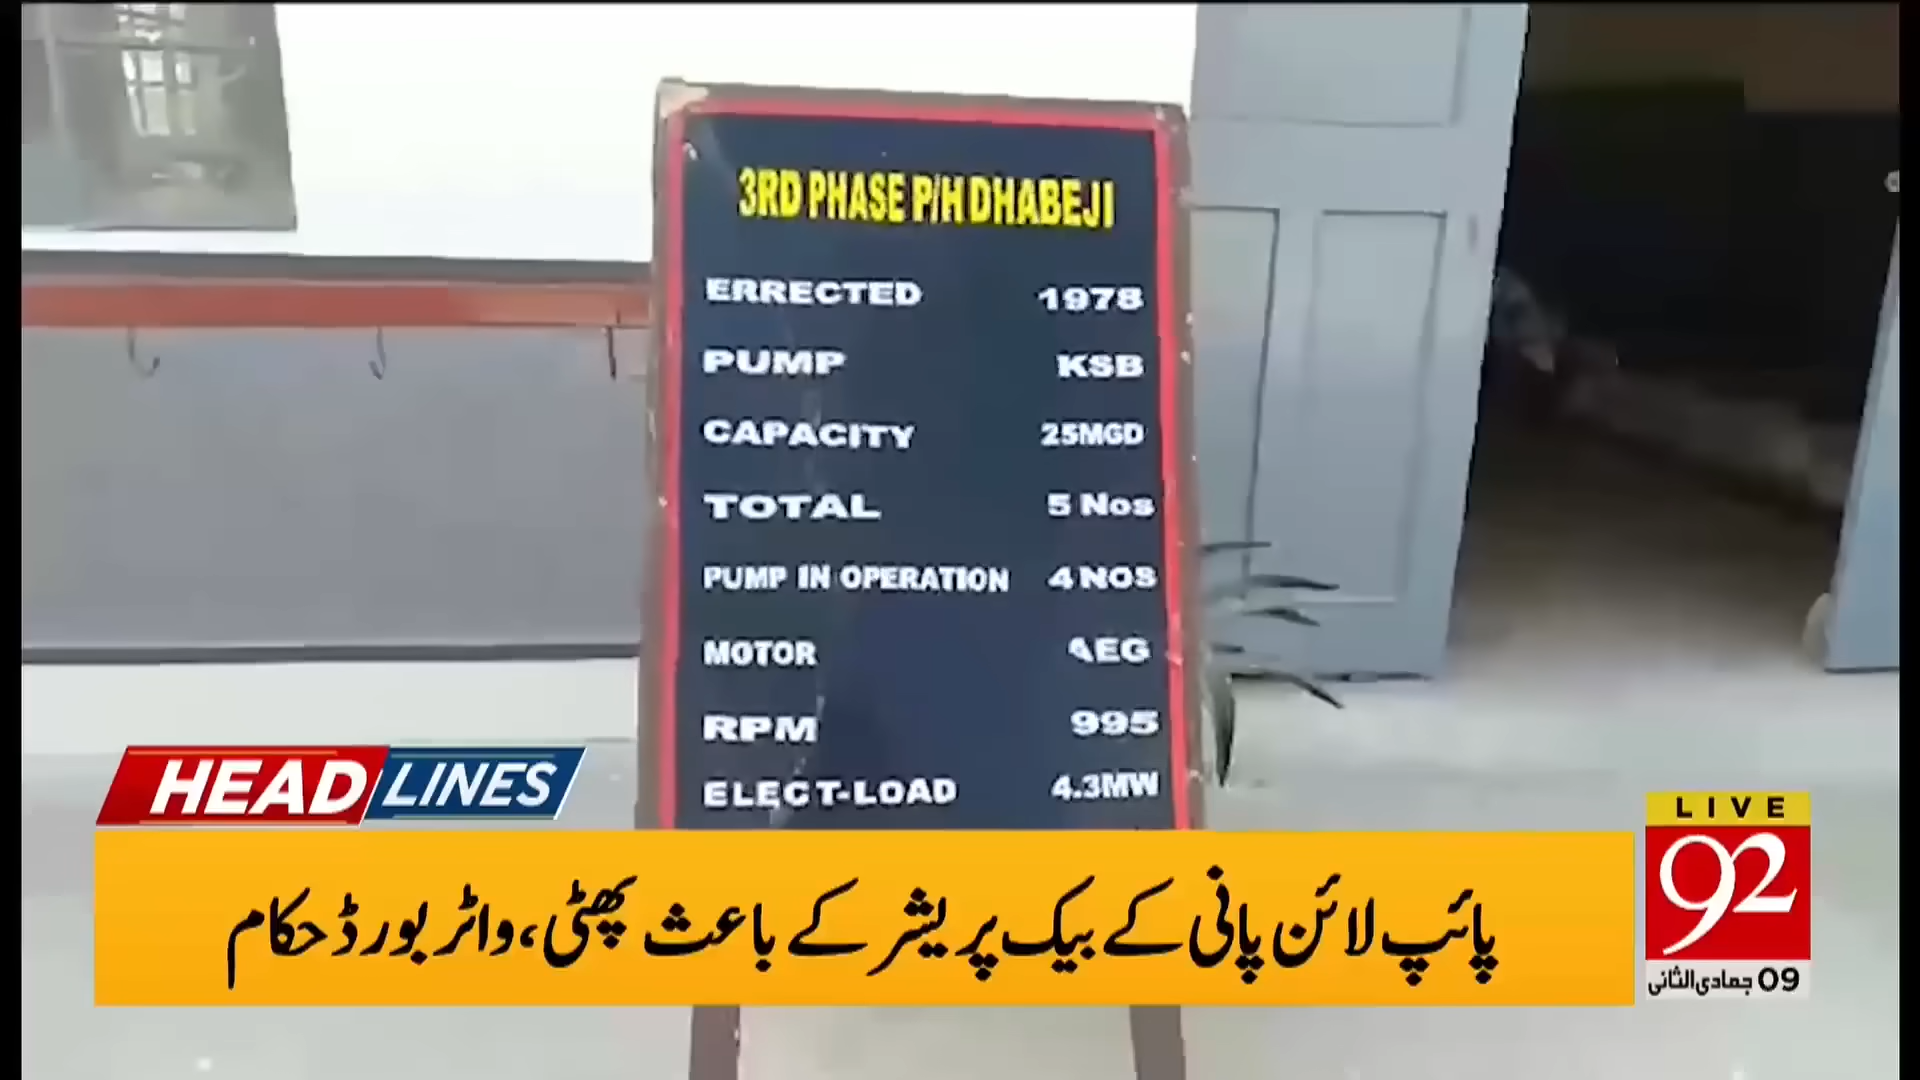 3RD PHASE P/H DHABEJI
ERRECTED 1978
PUMP KSB
CAPACITY 25MGD
TOTAL 5 Nos
PUMP IN OPERATION 4 NOS
MOTOR AEG
RPM 995
ELECT-LOAD 4.3MW
HEADLINES
پائپ لائن پانی کے بیک پریشر کے باعث پھٹی، واٹر بورڈ حکام
LIVE
92
09 جمادی الثانی